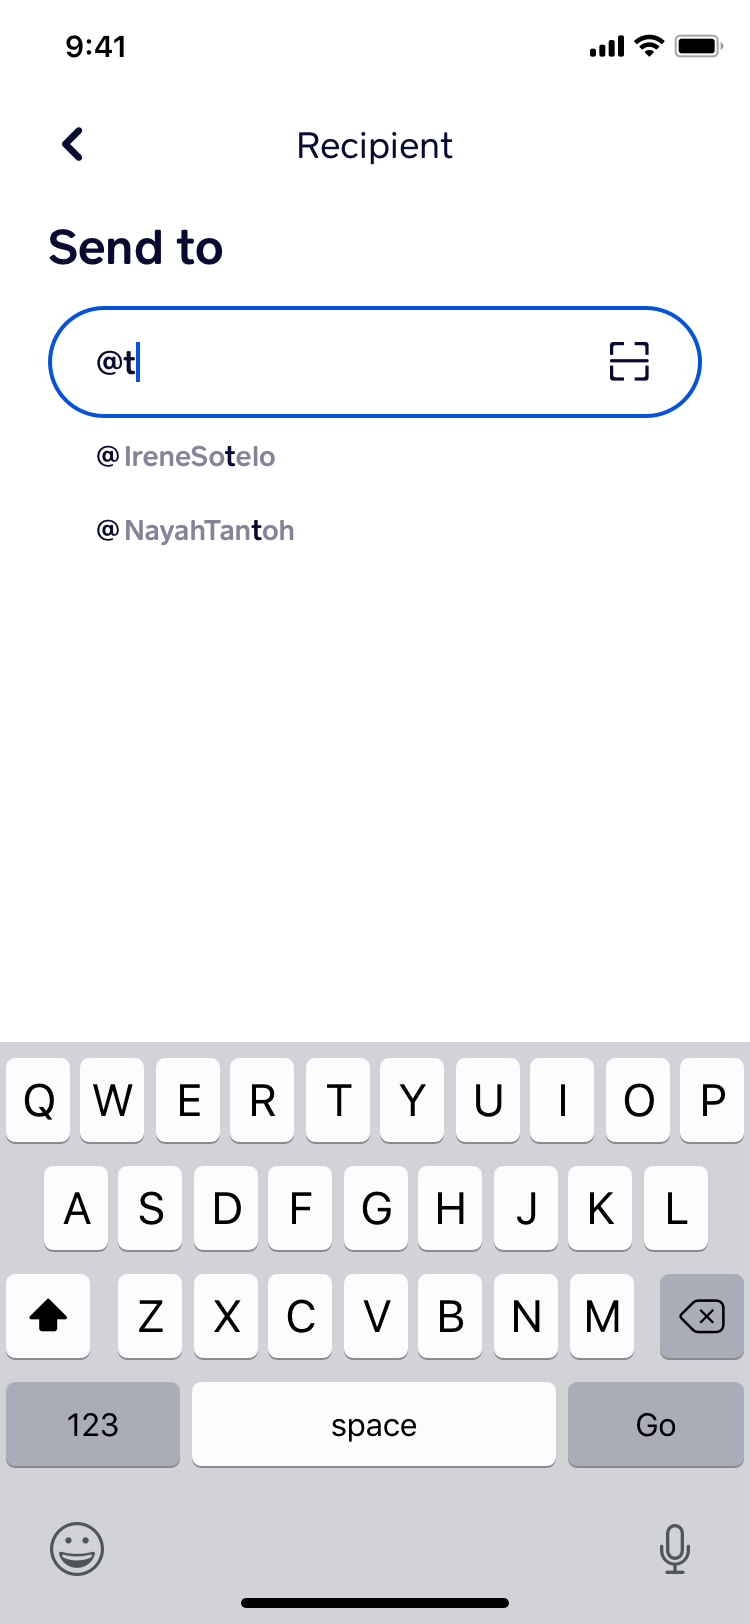 9:41
Recipient
Send to
@t
@IreneSotelo
@NayahTantoh
Q W E R T Y U I O P
A S D F G H J K L
Z X C V B N M
123 space Go